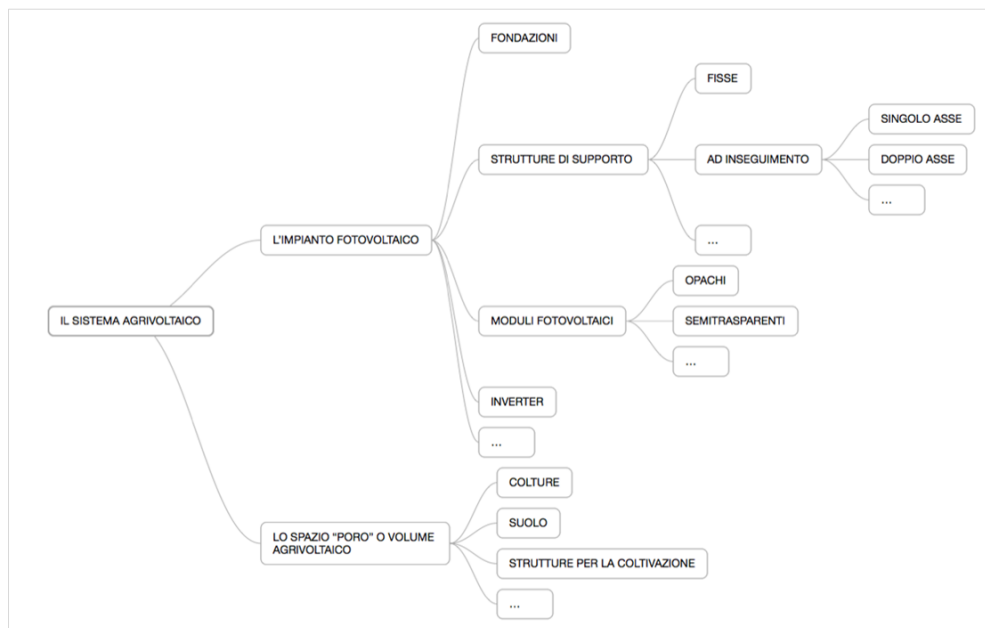 FONDAZIONI
FISSE
SINGOLO ASSE
STRUTTURE DI SUPPORTO
AD INSEGUIMENTO
DOPPIO ASSE
...
L'IMPIANTO FOTOVOLTAICO
...
OPACHI
IL SISTEMA AGRIVOLTAICO
MODULI FOTOVOLTAICI
SEMITRASPARENTI
...
INVERTER
...
COLTURE
SUOLO
LO SPAZIO "PORO" O VOLUME
AGRIVOLTAICO
STRUTTURE PER LA COLTIVAZIONE
...